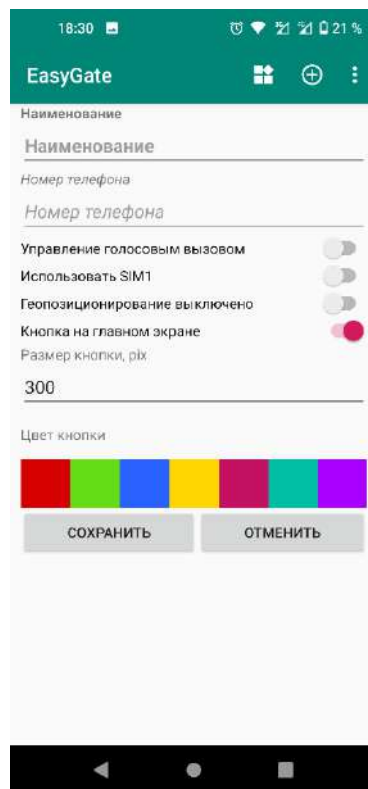 18:30 21 %
EasyGate
Наименование
Наименование
Номер телефона
Номер телефона
Управление голосовым вызовом
Использовать SIM1
Геопозиционирование выключено
Кнопка на главном экране
Размер кнопки, pix
300
Цвет кнопки
СОХРАНИТЬ ОТМЕНИТЬ